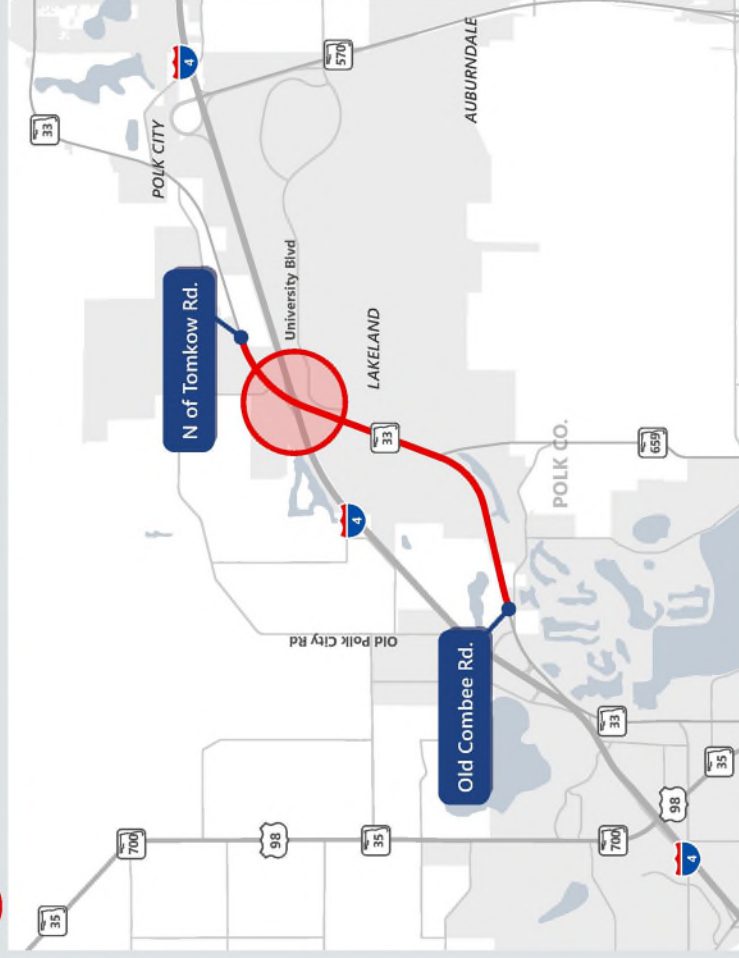 35
33
700
POLK CITY
4
N of Tomkow Rd.
98
University Blvd
570
Old Polk City Rd
4
35
LAKELAND
33
Old Combee Rd.
AUBURNDALE
POLK CO.
700
33
659
98
4
35